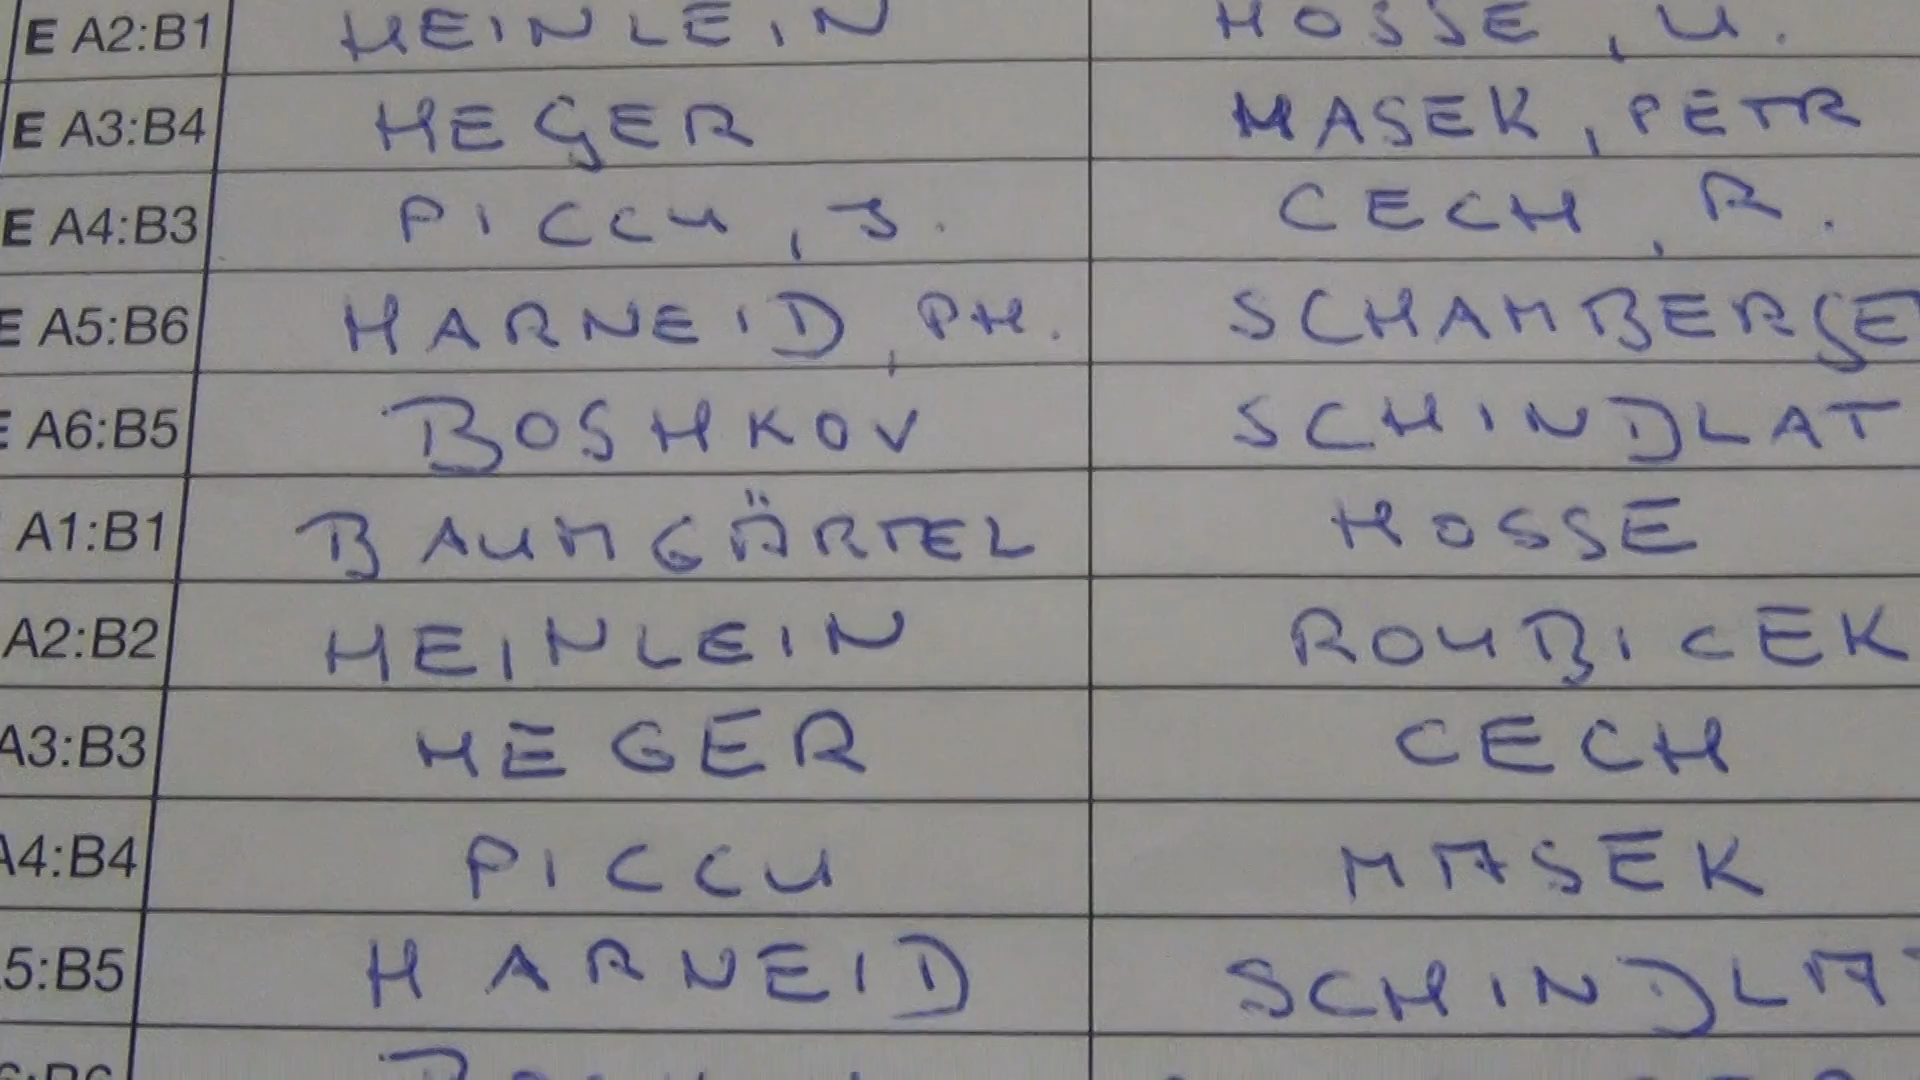 E A2:B1 HEINLEIN HOSSE, U.
E A3:B4 HEGER MASEK, PETR
E A4:B3 PICCU, J. CECH, R.
E A5:B6 HARNEID, PH. SCHAMBERGE
E A6:B5 BOSHKOV SCHINDLAT
A1:B1 BAUMGÄRTEL HOSSE
A2:B2 HEINLEIN ROUBICEK
A3:B3 HEGER CECH
A4:B4 PICCU MASEK
5:B5 HARNEID SCHINDLA